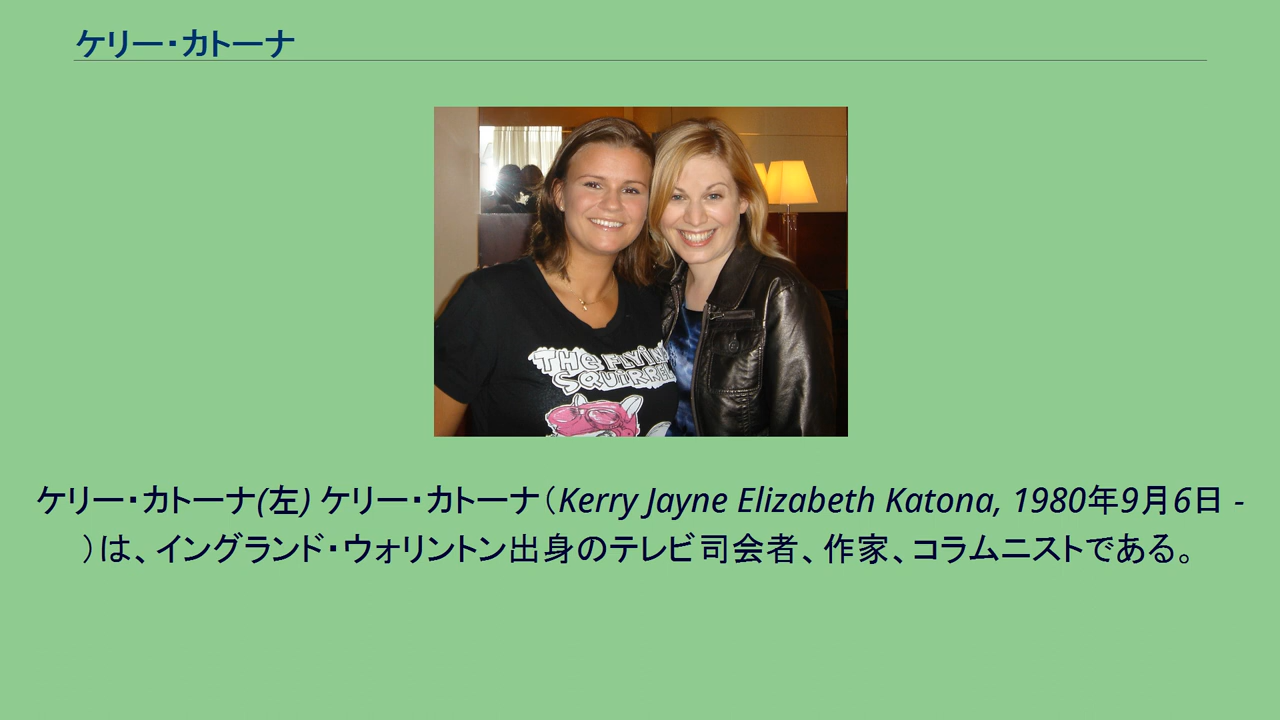 ケリー・カトーナ
THE FLYIN
SQUIRREL
ケリー・カトーナ(左) ケリー・カトーナ（Kerry Jayne Elizabeth Katona, 1980年9月6日 -
）は、イングランド・ウォリントン出身のテレビ司会者、作家、コラムニストである。